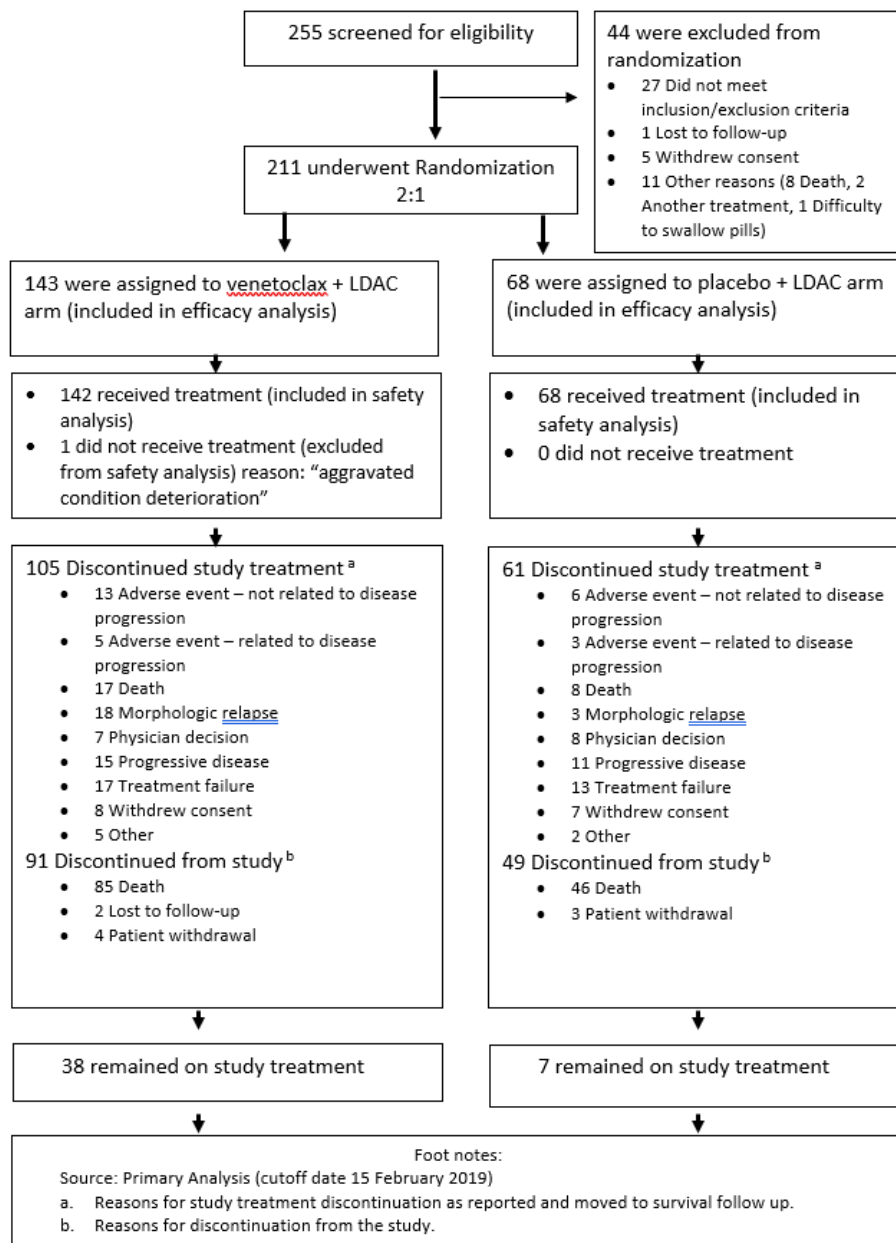 255 screened for eligibility
44 were excluded from
randomization
• 27 Did not meet
inclusion/exclusion criteria
• 1 Lost to follow-up
• 5 Withdrew consent
• 11 Other reasons (8 Death, 2
Another treatment, 1 Difficulty
to swallow pills)
211 underwent Randomization
2:1
143 were assigned to venetoclax + LDAC
arm (included in efficacy analysis)
68 were assigned to placebo + LDAC arm
(included in efficacy analysis)
• 142 received treatment (included in safety
analysis)
• 1 did not receive treatment (excluded
from safety analysis) reason: “aggravated
condition deterioration”
• 68 received treatment (included in
safety analysis)
• 0 did not receive treatment
105 Discontinued study treatment a
• 13 Adverse event – not related to disease
progression
• 5 Adverse event – related to disease
progression
• 17 Death
• 18 Morphologic relapse
• 7 Physician decision
• 15 Progressive disease
• 17 Treatment failure
• 8 Withdrew consent
• 5 Other
91 Discontinued from study b
• 85 Death
• 2 Lost to follow-up
• 4 Patient withdrawal
61 Discontinued study treatment a
• 6 Adverse event – not related to disease
progression
• 3 Adverse event – related to disease
progression
• 8 Death
• 3 Morphologic relapse
• 8 Physician decision
• 11 Progressive disease
• 13 Treatment failure
• 7 Withdrew consent
• 2 Other
49 Discontinued from study b
• 46 Death
• 3 Patient withdrawal
38 remained on study treatment
7 remained on study treatment
Foot notes:
Source: Primary Analysis (cutoff date 15 February 2019)
a. Reasons for study treatment discontinuation as reported and moved to survival follow up.
b. Reasons for discontinuation from the study.